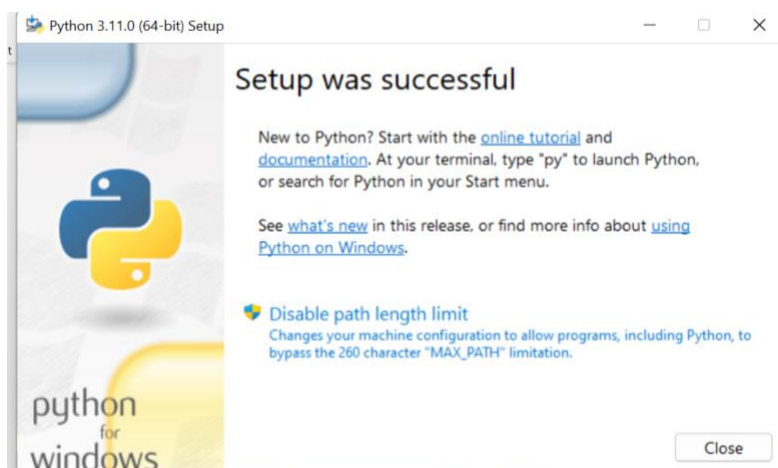 Python 3.11.0 (64-bit) Setup
t
Setup was successful
New to Python? Start with the online tutorial and
documentation. At your terminal, type "py" to launch Python,
or search for Python in your Start menu.
See what's new in this release, or find more info about using
Python on Windows.
Disable path length limit
Changes your machine configuration to allow programs, including Python, to
bypass the 260 character "MAX_PATH" limitation.
python
for
windows
Close